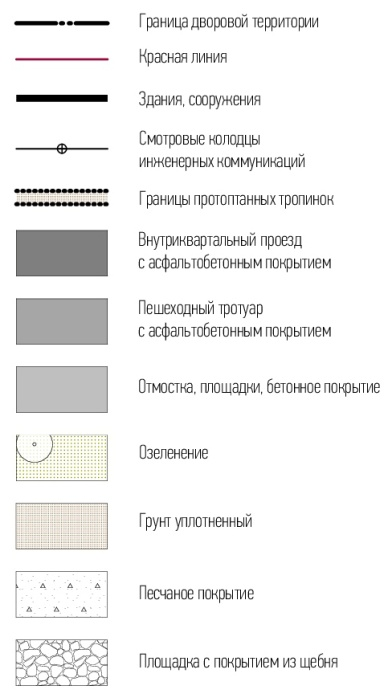 Граница дворовой территории
Красная линия
Здания, сооружения
Смотровые колодцы
инженерных коммуникаций
Границы протоптанных тропинок
Внутриквартальный проезд
с асфальтобетонным покрытием
Пешеходный тротуар
с асфальтобетонным покрытием
Отмостка, площадки, бетонное покрытие
Озеленение
Грунт уплотненный
Песчаное покрытие
Площадка с покрытием из щебня